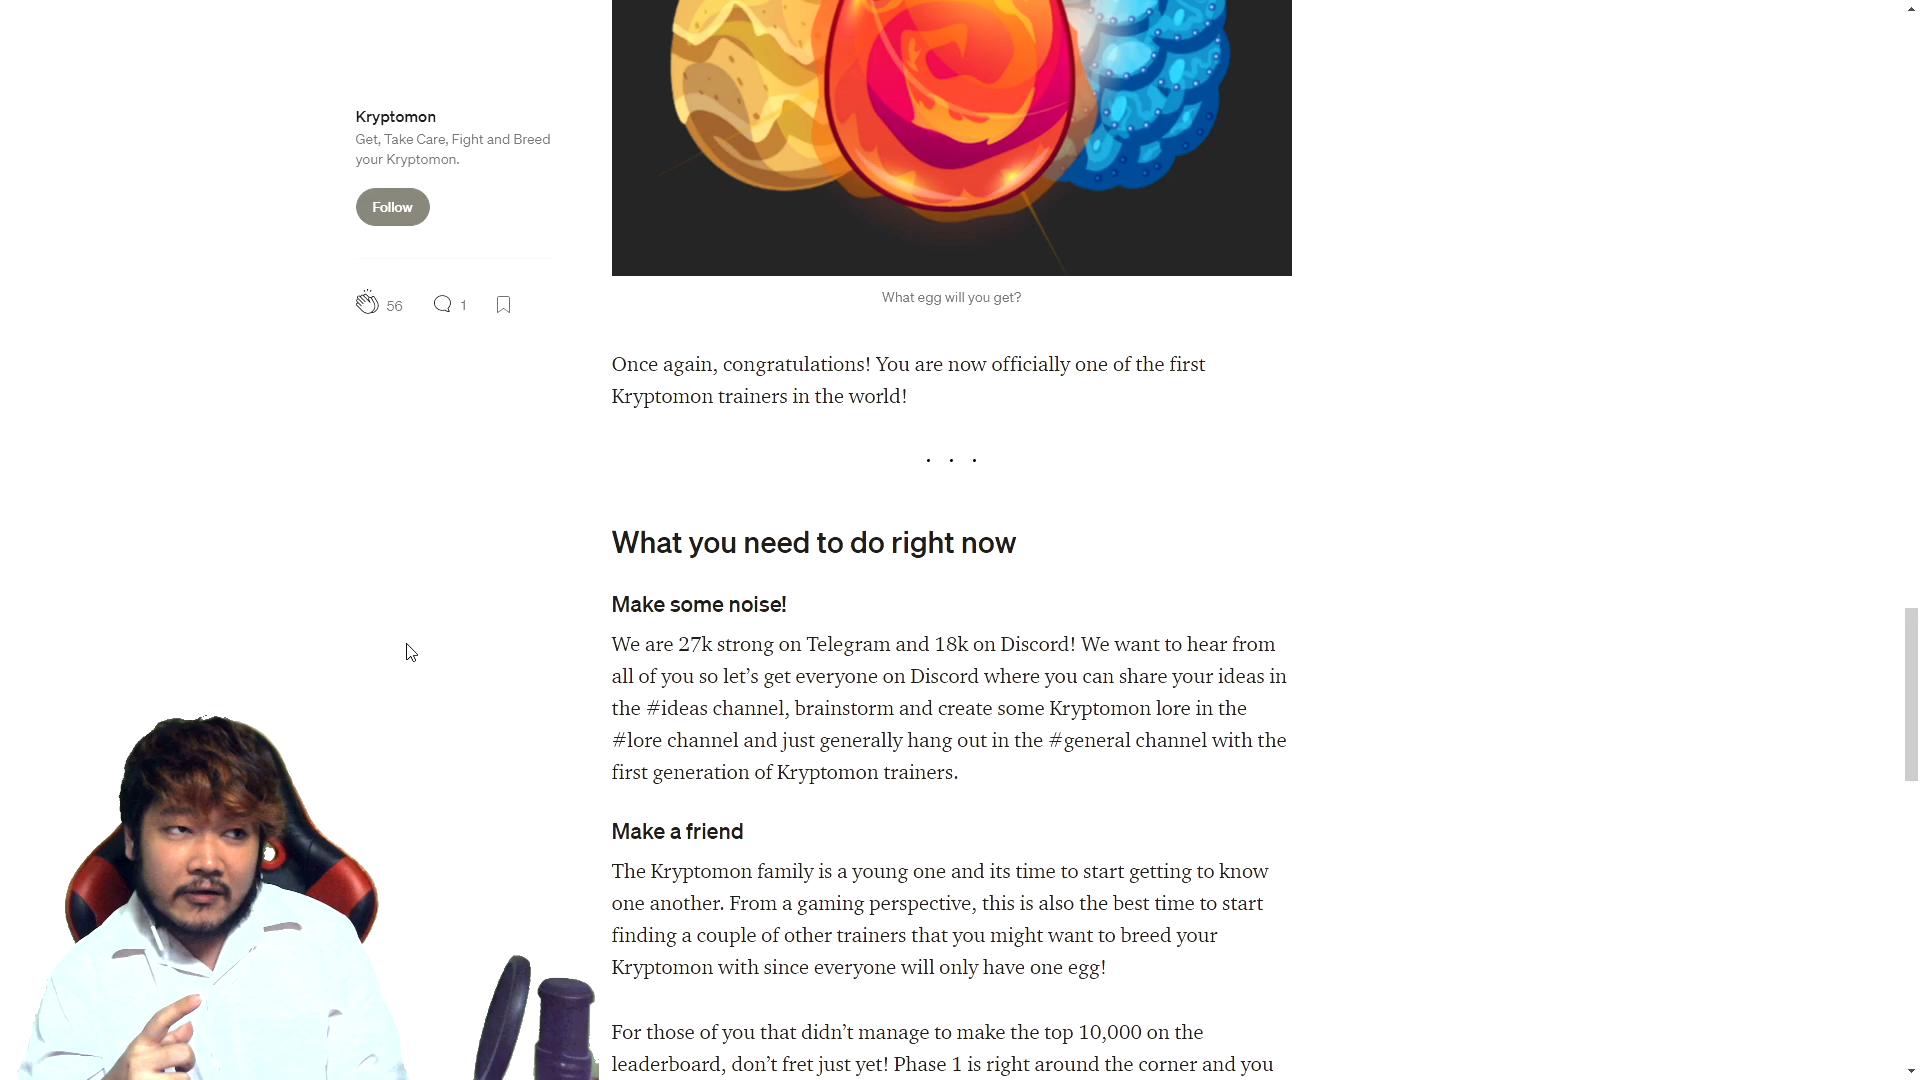 Kryptomon
Get, Take Care, Fight and Breed
your Kryptomon.
Follow
56
1
What egg will you get?
Once again, congratulations! You are now officially one of the first
Kryptomon trainers in the world!
. . .
What you need to do right now
Make some noise!
We are 27k strong on Telegram and 18k on Discord! We want to hear from
all of you so let’s get everyone on Discord where you can share your ideas in
the #ideas channel, brainstorm and create some Kryptomon lore in the
#lore channel and just generally hang out in the #general channel with the
first generation of Kryptomon trainers.
Make a friend
The Kryptomon family is a young one and its time to start getting to know
one another. From a gaming perspective, this is also the best time to start
finding a couple of other trainers that you might want to breed your
Kryptomon with since everyone will only have one egg!
For those of you that didn’t manage to make the top 10,000 on the
leaderboard, don’t fret just yet! Phase 1 is right around the corner and you